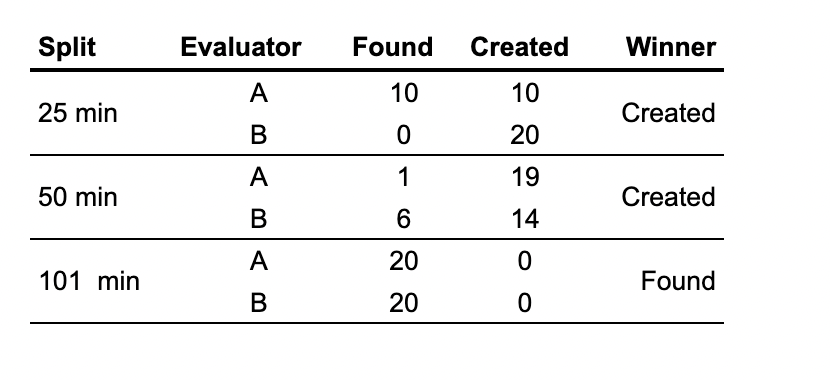 Split Evaluator Found Created Winner
25 min A 10 10 Created
B 0 20
50 min A 1 19 Created
B 6 14
101 min A 20 0 Found
B 20 0